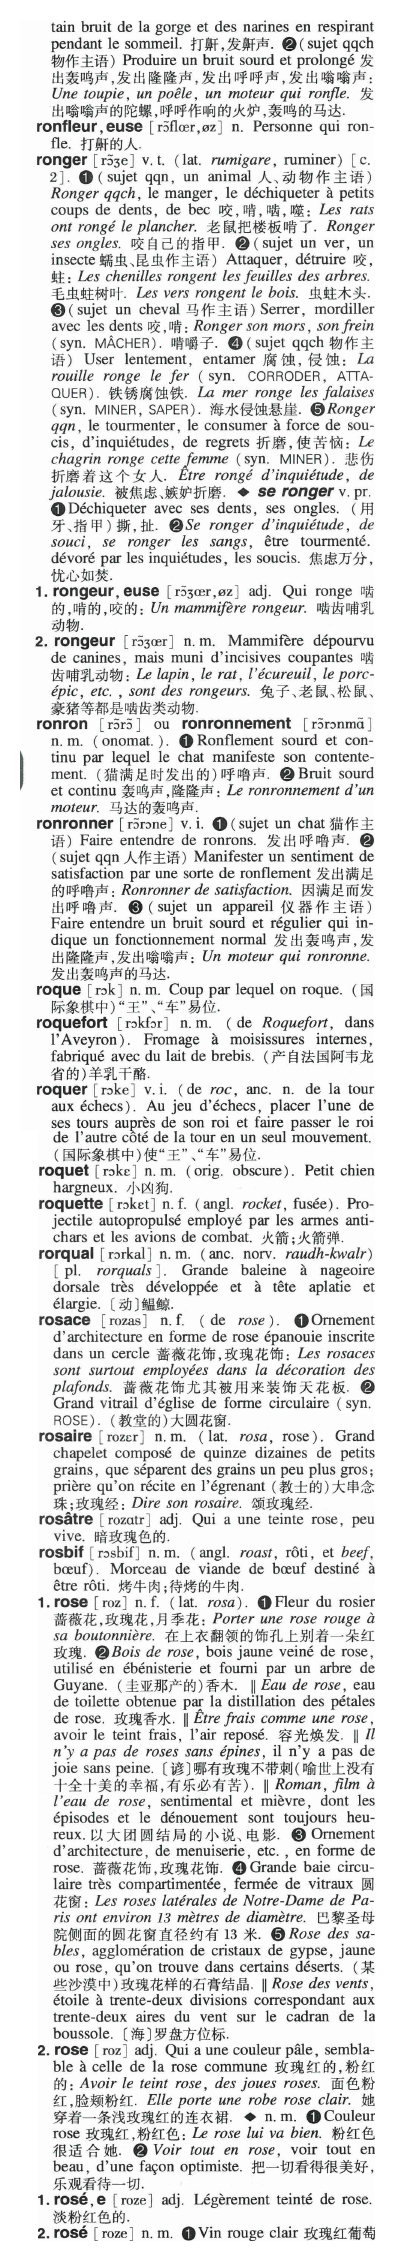 tain bruit de la gorge et des narines en respirant
pendant le sommeil. 打鼾,发鼾声. ❷(sujet qqch
物作主语) Produire un bruit sourd et prolongé 发
出轰鸣声,发出隆隆声,发出呼呼声,发出嗡嗡声:
Une toupie, un poêle, un moteur qui ronfle. 发
出嗡嗡声的陀螺,呼呼作响的火炉,轰鸣的马达.
ronfleur, euse [rɔ̃flœr,øz] n. Personne qui ron-
fle. 打鼾的人.
ronger [rɔ̃ʒe] v. t. (lat. rumigare, ruminer) [c.
2]. ❶ (sujet qqn, un animal 人、动物作主语)
Ronger qqch, le manger, le déchiqueter à petits
coups de dents, de bec 咬,啃,啮,噬: Les rats
ont rongé le plancher. 老鼠把楼板啃了. Ronger
ses ongles. 咬自己的指甲. ❷(sujet un ver, un
insecte 蠕虫、昆虫作主语) Attaquer, détruire 咬,
蛀: Les chenilles rongent les feuilles des arbres.
毛虫蛀树叶. Les vers rongent le bois. 虫蛀木头.
❸(sujet un cheval 马作主语) Serrer, mordiller
avec les dents 咬,啃: Ronger son mors, son frein
(syn. MÂCHER). 啃嚼子. ❹(sujet qqch 物作主
语) User lentement, entamer 腐蚀,侵蚀: La
rouille ronge le fer (syn. CORRODER, ATTA-
QUER). 铁锈腐蚀铁. La mer ronge les falaises
(syn. MINER, SAPER). 海水侵蚀悬崖. ❺Ronger
qqn, le tourmenter, le consumer à force de sou-
cis, d'inquiétudes, de regrets 折磨,使苦恼: Le
chagrin ronge cette femme (syn. MINER). 悲伤
折磨着这个女人. Être rongé d'inquiétude, de
jalousie. 被焦虑、嫉妒折磨. ◆ se ronger v. pr.
❶Déchiqueter avec ses dents, ses ongles. (用
牙、指甲)撕,扯. ❷Se ronger d'inquiétude, de
souci, se ronger les sangs, être tourmenté.
dévoré par les inquiétudes, les soucis. 焦虑万分,
忧心如焚.
1. rongeur, euse [rɔ̃ʒœr,øz] adj. Qui ronge 啮
的,啃的,咬的: Un mammifère rongeur. 啮齿哺乳
动物.
2. rongeur [rɔ̃ʒœr] n. m. Mammifère dépourvu
de canines, mais muni d'incisives coupantes 啮
齿哺乳动物: Le lapin, le rat, l'écureuil, le porc-
épic, etc., sont des rongeurs. 兔子、老鼠、松鼠、
豪猪等都是啮齿类动物.
ronron [rɔ̃rɔ̃] ou ronronnement [rɔ̃rɔnmɑ̃]
n. m. (onomat.). ❶Ronflement sourd et con-
tinu par lequel le chat manifeste son contente-
ment. (猫满足时发出的)呼噜声. ❷Bruit sourd
et continu 轰鸣声,隆隆声: Le ronronnement d'un
moteur. 马达的轰鸣声.
ronronner [rɔ̃rɔne] v. i. ❶(sujet un chat 猫作主
语) Faire entendre de ronrons. 发出呼噜声. ❷
(sujet qqn 人作主语) Manifester un sentiment de
satisfaction par une sorte de ronflement 发出满足
的呼噜声: Ronronner de satisfaction. 因满足而发
出呼噜声. ❸(sujet un appareil 仪器作主语)
Faire entendre un bruit sourd et régulier qui in-
dique un fonctionnement normal 发出轰鸣声,发
出隆隆声,发出嗡嗡声: Un moteur qui ronronne.
发出轰鸣声的马达.
roque [rɔk] n. m. Coup par lequel on roque. (国
际象棋中)“王”、“车”易位.
roquefort [rɔkfɔr] n. m. (de Roquefort, dans
l'Aveyron). Fromage à moisissures internes,
fabriqué avec du lait de brebis. (产自法国阿韦龙
省的)羊乳干酪.
roquer [rɔke] v. i. (de roc, anc. n. de la tour
aux échecs). Au jeu d'échecs, placer l'une de
ses tours auprès de son roi et faire passer le roi
de l'autre côté de la tour en un seul mouvement.
(国际象棋中)使“王”、“车”易位.
roquet [rɔkɛ] n. m. (orig. obscure). Petit chien
hargneux. 小凶狗.
roquette [rɔkɛt] n. f. (angl. rocket, fusée). Pro-
jectile autopropulsé employé par les armes anti-
chars et les avions de combat. 火箭;火箭弹.
rorqual [rɔrkal] n. m. (anc. norv. raudh-kwalr)
[pl. rorquals]. Grande baleine à nageoire
dorsale très développée et à tête aplatie et
élargie. [动]鳁鲸.
rosace [rozas] n. f. (de rose). ❶Ornement
d'architecture en forme de rose épanouie inscrite
dans un cercle 蔷薇花饰,玫瑰花饰: Les rosaces
sont surtout employées dans la décoration des
plafonds. 蔷薇花饰尤其被用来装饰天花板. ❷
Grand vitrail d'église de forme circulaire (syn.
ROSE). (教堂的)大圆花窗.
rosaire [rozɛr] n. m. (lat. rosa, rose). Grand
chapelet composé de quinze dizaines de petits
grains, que séparent des grains un peu plus gros;
prière qu'on récite en l'égrenant (教士的)大串念
珠;玫瑰经: Dire son rosaire. 颂玫瑰经.
rosâtre [rozɑtr] adj. Qui a une teinte rose, peu
vive. 暗玫瑰色的.
rosbif [rɔsbif] n. m. (angl. roast, rôti, et beef,
bœuf). Morceau de viande de bœuf destiné à
être rôti. 烤牛肉;待烤的牛肉.
1. rose [roz] n. f. (lat. rosa). ❶Fleur du rosier
蔷薇花,玫瑰花,月季花: Porter une rose rouge à
sa boutonnière. 在上衣翻领的饰孔上别着一朵红
玫瑰. ❷Bois de rose, bois jaune veiné de rose,
utilisé en ébénisterie et fourni par un arbre de
Guyane. (圭亚那产的)香木. ‖ Eau de rose, eau
de toilette obtenue par la distillation des pétales
de rose. 玫瑰香水. ‖ Être frais comme une rose,
avoir le teint frais, l'air reposé. 容光焕发. ‖ Il
n'y a pas de roses sans épines, il n'y a pas de
joie sans peine. [谚]哪有玫瑰不带刺(喻世上没有
十全十美的幸福,有乐必有苦). ‖ Roman, film à
l'eau de rose, sentimental et mièvre, dont les
épisodes et le dénouement sont toujours heu-
reux. 以大团圆结局的小说、电影. ❸ Ornement
d'architecture, de menuiserie, etc., en forme de
rose. 蔷薇花饰,玫瑰花饰. ❹Grande baie circu-
laire très compartimentée, fermée de vitraux 圆
花窗: Les roses latérales de Notre-Dame de Pa-
ris ont environ 13 mètres de diamètre. 巴黎圣母
院侧面的圆花窗直径约有 13 米. ❺Rose des sa-
bles, agglomération de cristaux de gypse, jaune
ou rose, qu'on trouve dans certains déserts. (某
些沙漠中)玫瑰花样的石膏结晶. ‖ Rose des vents,
étoile à trente-deux divisions correspondant aux
trente-deux aires du vent sur le cadran de la
boussole. [海]罗盘方位标.
2. rose [roz] adj. Qui a une couleur pâle, sembla-
ble à celle de la rose commune 玫瑰红的,粉红
的: Avoir le teint rose, des joues roses. 面色粉
红,脸颊粉红. Elle porte une robe rose clair. 她
穿着一条浅玫瑰红的连衣裙. ◆ n. m. ❶Couleur
rose 玫瑰红,粉红色: Le rose lui va bien. 粉红色
很适合她. ❷ Voir tout en rose, voir tout en
beau, d'une façon optimiste. 把一切看得很美好,
乐观看待一切.
1. rosé, e [roze] adj. Légèrement teinté de rose.
淡粉红色的.
2. rosé [roze] n. m. ❶Vin rouge clair 玫瑰红葡萄